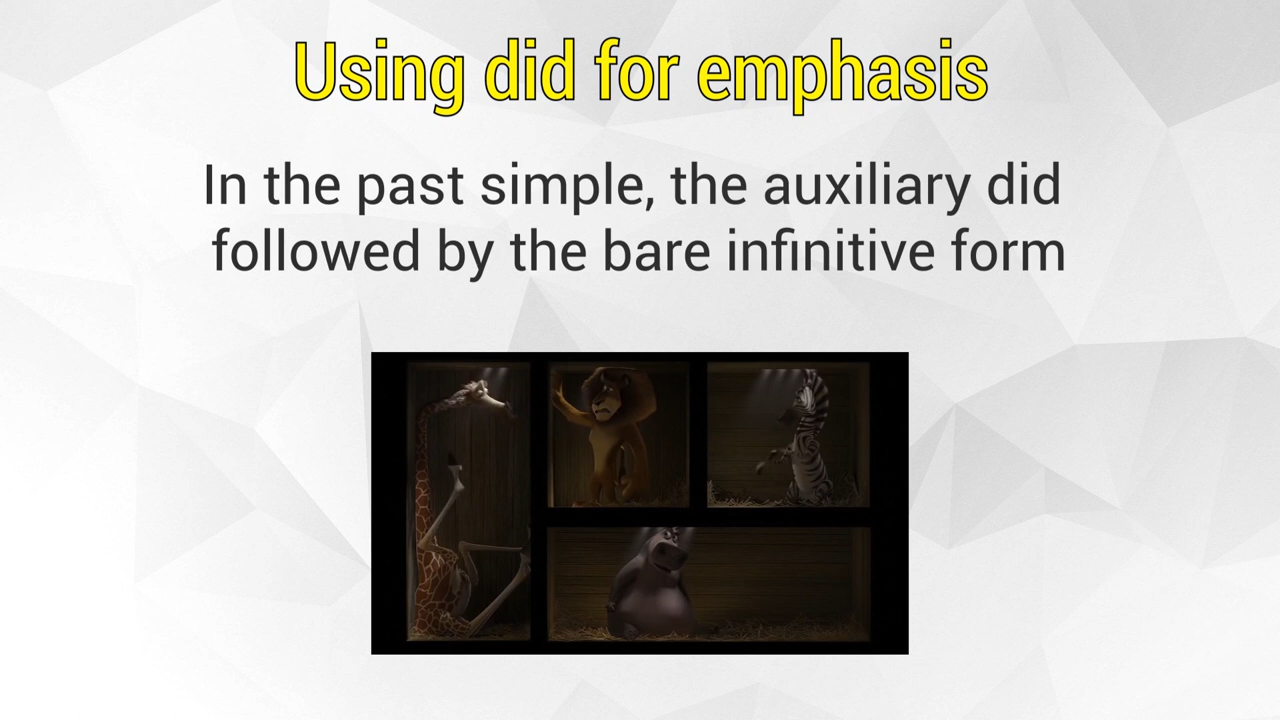 Using did for emphasis
In the past simple, the auxiliary did
followed by the bare infinitive form